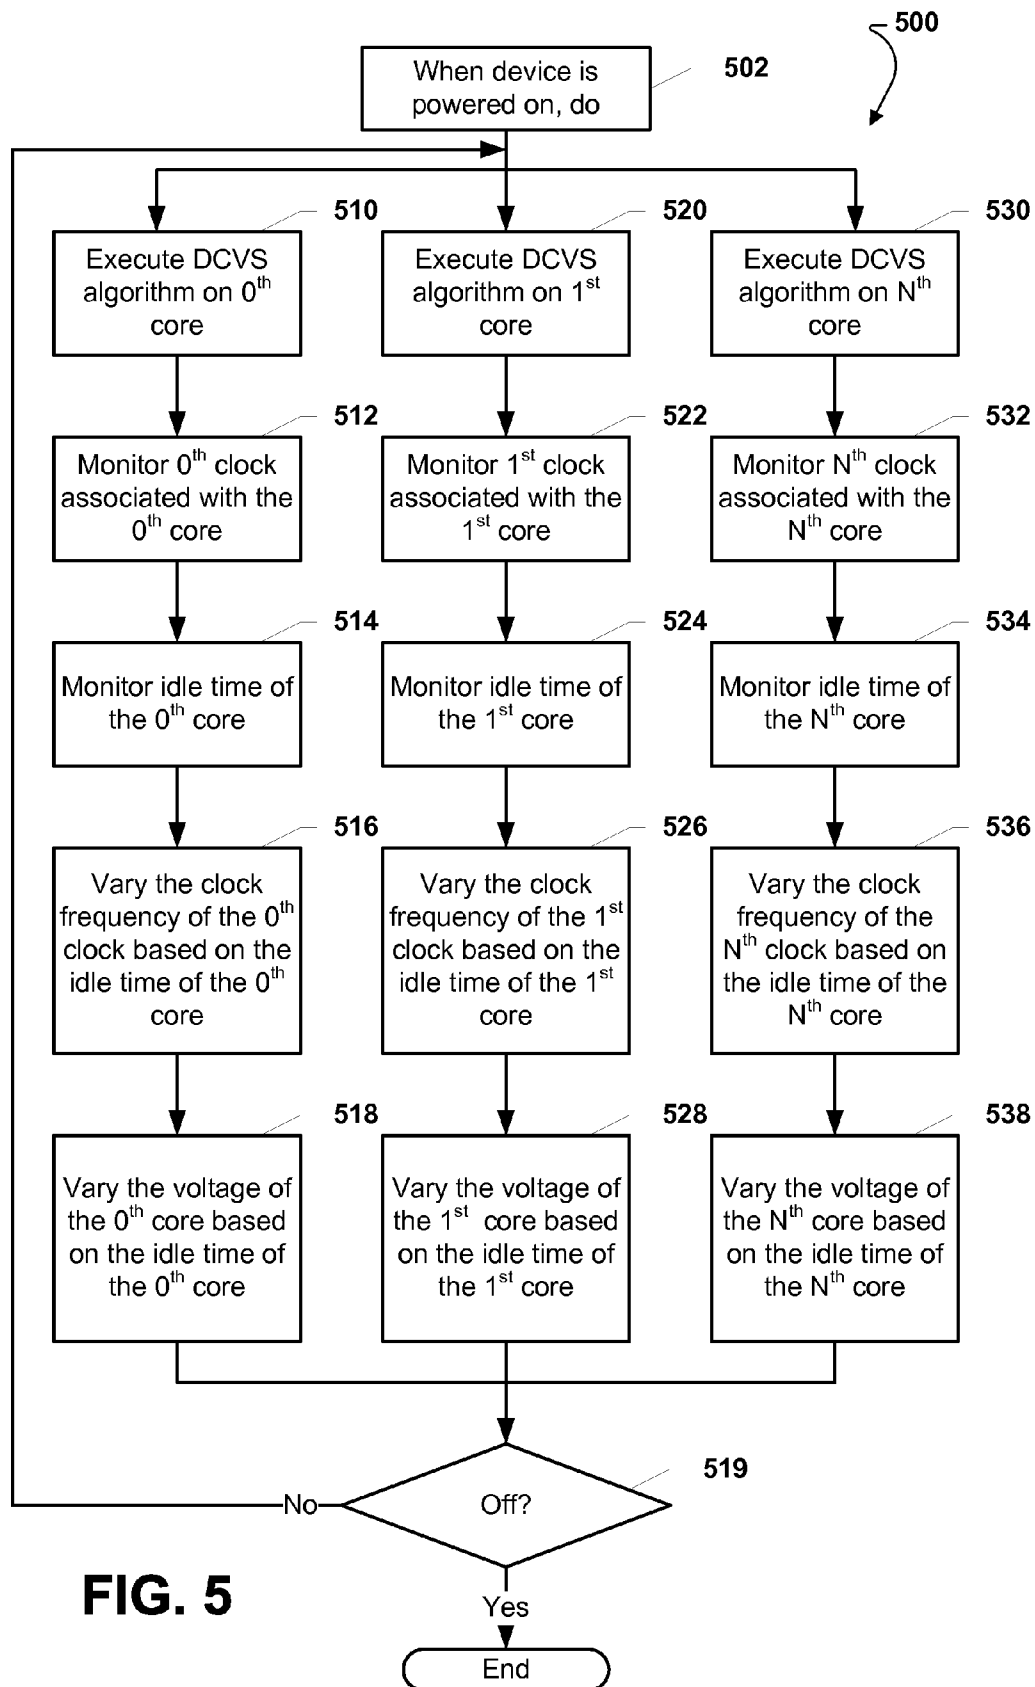 500
When device is
powered on, do
502
510
Execute DCVS
algorithm on 0th
core
520
Execute DCVS
algorithm on 1st
core
530
Execute DCVS
algorithm on Nth
core
512
Monitor 0th clock
associated with the
0th core
522
Monitor 1st clock
associated with the
1st core
532
Monitor Nth clock
associated with the
Nth core
514
Monitor idle time of
the 0th core
524
Monitor idle time of
the 1st core
534
Monitor idle time of
the Nth core
516
Vary the clock
frequency of the 0th
clock based on the
idle time of the 0th
core
526
Vary the clock
frequency of the 1st
clock based on the
idle time of the 1st
core
536
Vary the clock
frequency of the
Nth clock based on
the idle time of the
Nth core
518
Vary the voltage of
the 0th core based
on the idle time of
the 0th core
528
Vary the voltage of
the 1st core based
on the idle time of
the 1st core
538
Vary the voltage of
the Nth core based
on the idle time of
the Nth core
519
Off?
No
Yes
End
FIG. 5